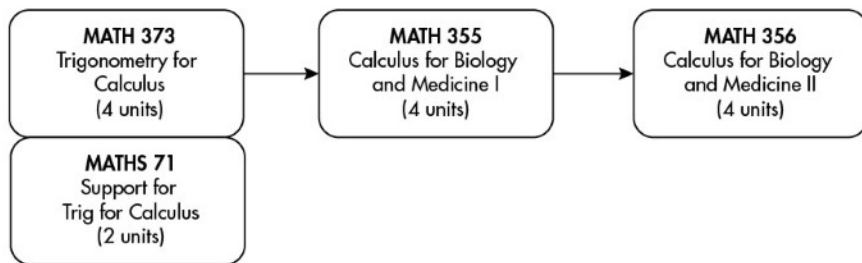 MATH 373
Trigonometry for
Calculus
(4 units)
MATHS 71
Support for
Trig for Calculus
(2 units)
MATH 355
Calculus for Biology
and Medicine I
(4 units)
MATH 356
Calculus for Biology
and Medicine II
(4 units)